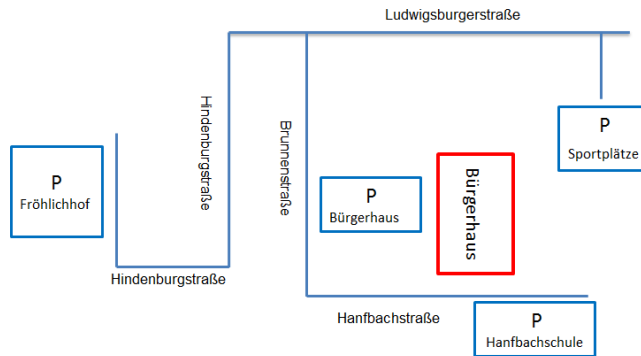 Ludwigsburgerstraße
Hindenburgstraße
Brunnenstraße
P
Sportplätze
P
Fröhlichhof
P
Bürgerhaus
Bürgerhaus
Hindenburgstraße
Hanfbachstraße
P
Hanfbachschule